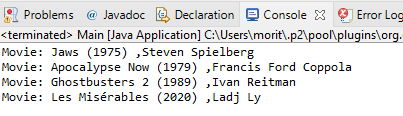 Problems @ Javadoc Declaration Console Error Log
<terminated> Main [Java Application] C:\Users\morit\.p2\pool\plugins\org.
Movie: Jaws (1975) ,Steven Spielberg
Movie: Apocalypse Now (1979) ,Francis Ford Coppola
Movie: Ghostbusters 2 (1989) ,Ivan Reitman
Movie: Les Misérables (2020) ,Ladj Ly